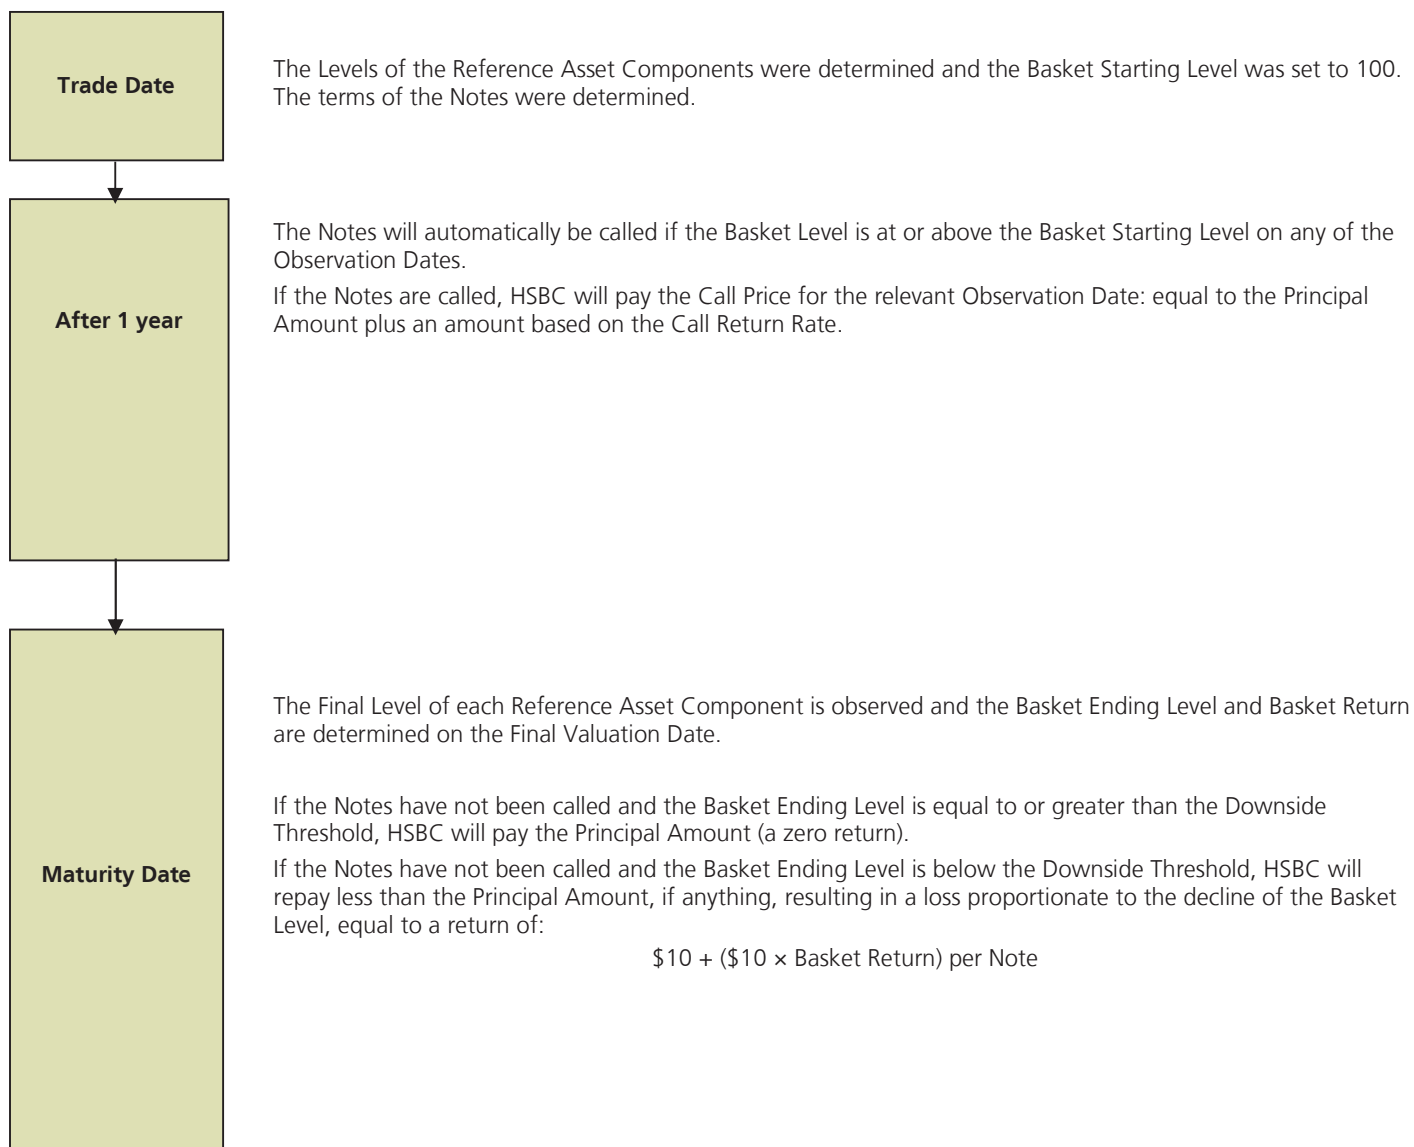 Trade Date
The Levels of the Reference Asset Components were determined and the Basket Starting Level was set to 100.
The terms of the Notes were determined.
After 1 year
The Notes will automatically be called if the Basket Level is at or above the Basket Starting Level on any of the
Observation Dates.
If the Notes are called, HSBC will pay the Call Price for the relevant Observation Date: equal to the Principal
Amount plus an amount based on the Call Return Rate.
Maturity Date
The Final Level of each Reference Asset Component is observed and the Basket Ending Level and Basket Return
are determined on the Final Valuation Date.
If the Notes have not been called and the Basket Ending Level is equal to or greater than the Downside
Threshold, HSBC will pay the Principal Amount (a zero return).
If the Notes have not been called and the Basket Ending Level is below the Downside Threshold, HSBC will
repay less than the Principal Amount, if anything, resulting in a loss proportionate to the decline of the Basket
Level, equal to a return of:
$10 + ($10 × Basket Return) per Note